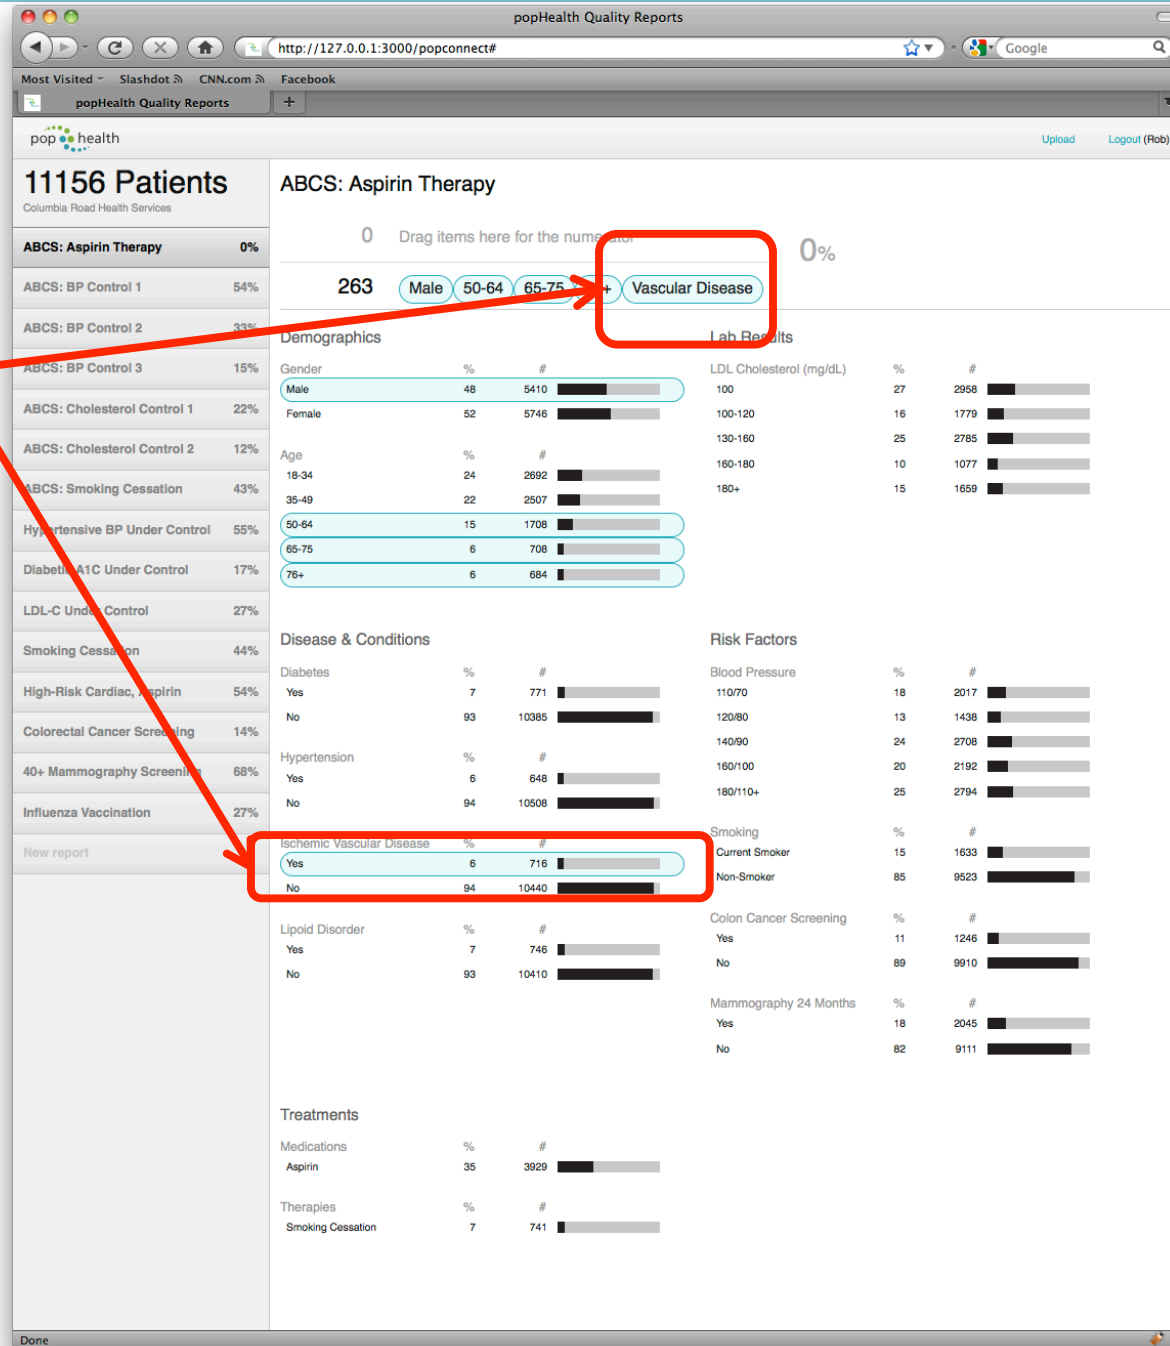 popHealth Quality Reports
http://127.0.0.1:3000/popconnect#
Google
Most Visited Slashdot CNN.com Facebook
popHealth Quality Reports +
pop health
Upload Logout (Rob)
11156 Patients
Columbia Road Health Services
ABCS: Aspirin Therapy 0%
ABCS: BP Control 1 54%
ABCS: BP Control 2 33%
ABCS: BP Control 3 15%
ABCS: Cholesterol Control 1 22%
ABCS: Cholesterol Control 2 12%
ABCS: Smoking Cessation 43%
Hypertensive BP Under Control 55%
Diabetic A1C Under Control 17%
LDL-C Under Control 27%
Smoking Cessation 44%
High-Risk Cardiac, Aspirin 54%
Colorectal Cancer Screening 14%
40+ Mammography Screening 68%
Influenza Vaccination 27%
New report
ABCS: Aspirin Therapy
0 Drag items here for the numerator 0%
263 Male 50-64 65-75 + Vascular Disease
Demographics
Gender % #
Male 48 5410
Female 52 5746
Age % #
18-34 24 2692
35-49 22 2507
50-64 15 1708
65-75 6 708
76+ 6 684
Lab Results
LDL Cholesterol (mg/dL) % #
100 27 2958
100-120 16 1779
130-160 25 2785
160-180 10 1077
180+ 15 1659
Disease & Conditions
Diabetes % #
Yes 7 771
No 93 10385
Hypertension % #
Yes 6 648
No 94 10508
Ischemic Vascular Disease % #
Yes 6 716
No 94 10440
Lipoid Disorder % #
Yes 7 746
No 93 10410
Risk Factors
Blood Pressure % #
110/70 18 2017
120/80 13 1438
140/90 24 2708
160/100 20 2192
180/110+ 25 2794
Smoking % #
Current Smoker 15 1633
Non-Smoker 85 9523
Colon Cancer Screening % #
Yes 11 1246
No 89 9910
Mammography 24 Months % #
Yes 18 2045
No 82 9111
Treatments
Medications % #
Aspirin 35 3929
Therapies % #
Smoking Cessation 7 741
Done